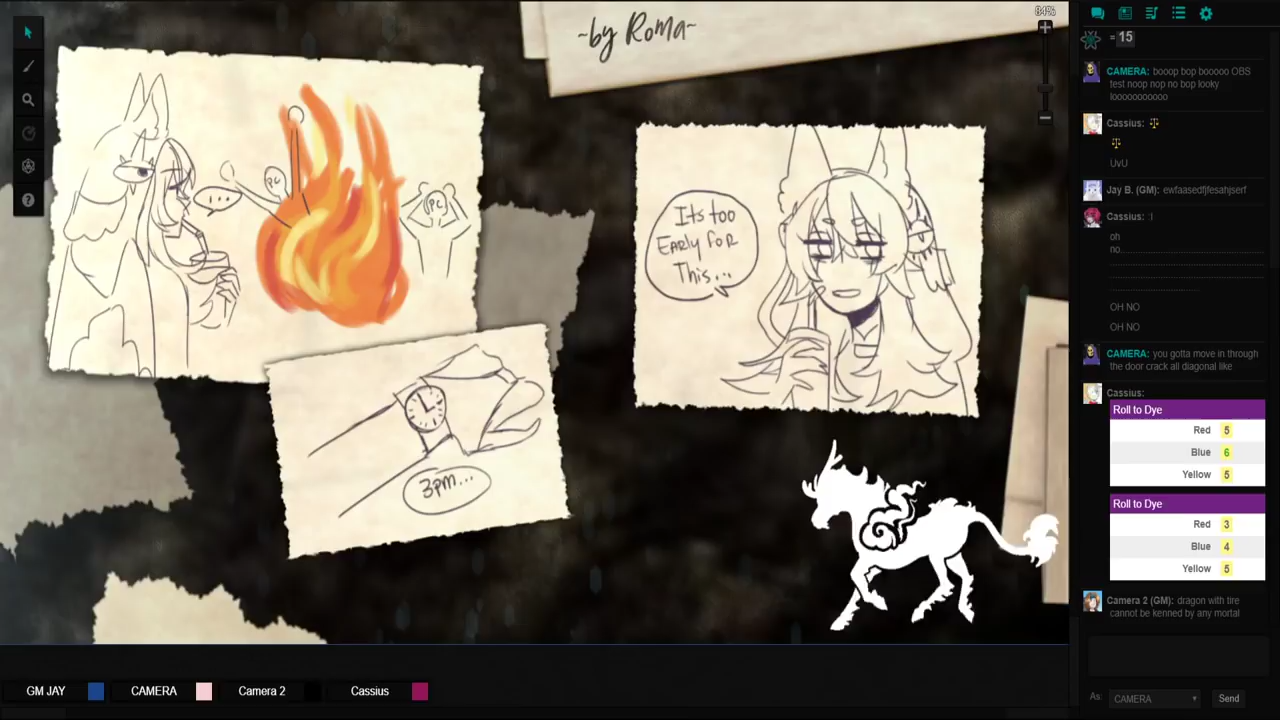 ~by Roma~
84%
PC
...
PC
Its too
Early for
This...
3pm...
= 15
CAMERA: booop bop booooo OBS
test noop nop no bop looky
looooooooooo
Cassius:
UvU
Jay B. (GM): ewfaasedfjfesahjserf
Cassius: :l
oh
OH NO
OH NO
CAMERA: you gotta move in through
the door crack all diagonal like
Cassius:
Roll to Dye
Red 5
Blue 6
Yellow 5
Roll to Dye
Red 3
Blue 4
Yellow 5
Camera 2 (GM): dragon with tire
cannot be kenned by any mortal
As: CAMERA Send
GM JAY CAMERA Camera 2 Cassius